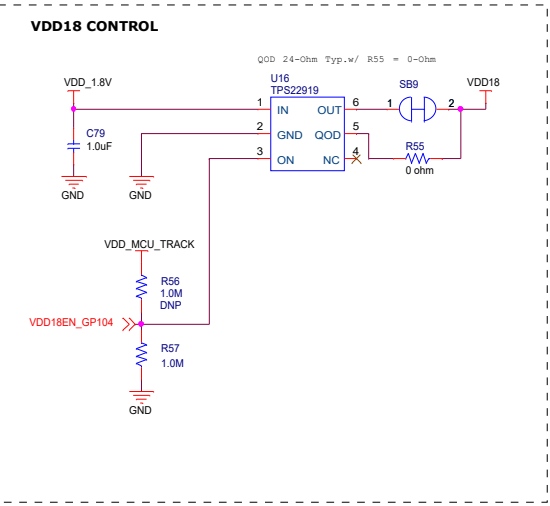 VDD18 CONTROL
QOD 24-Ohm Typ.w/ R55 = 0-Ohm
VDD_1.8V
U16
TPS22919
SB9
VDD18
1 IN OUT 6
1 2
C79
1.0uF
2 GND QOD 5
R55
0 ohm
3 ON NC 4
GND
GND
VDD_MCU_TRACK
R56
1.0M
DNP
VDD18EN_GP104
R57
1.0M
GND